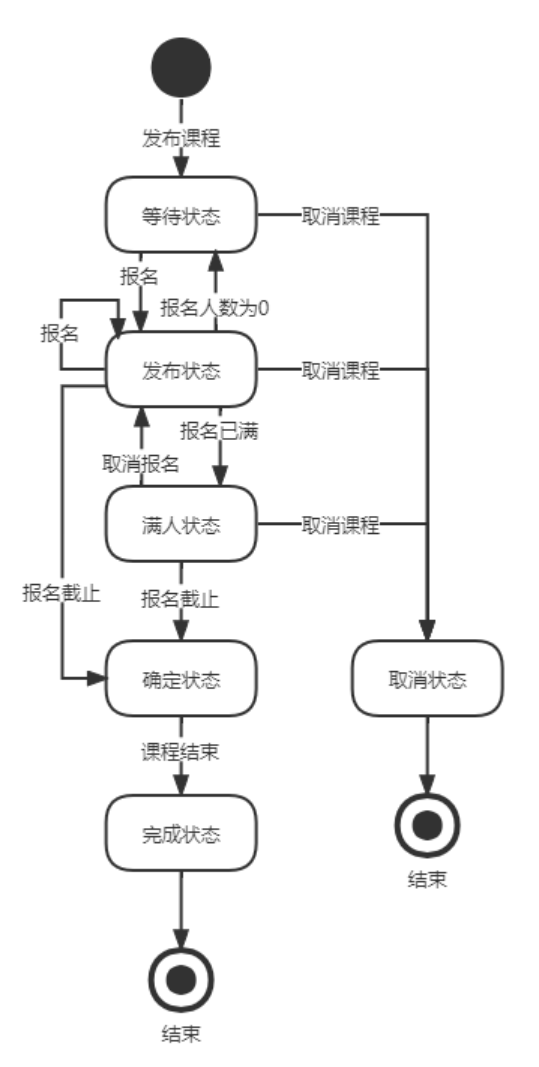 发布课程
等待状态
取消课程
报名
报名人数为0
报名
发布状态
取消课程
报名已满
取消报名
满人状态
取消课程
报名截止
报名截止
确定状态
取消状态
课程结束
完成状态
结束
结束